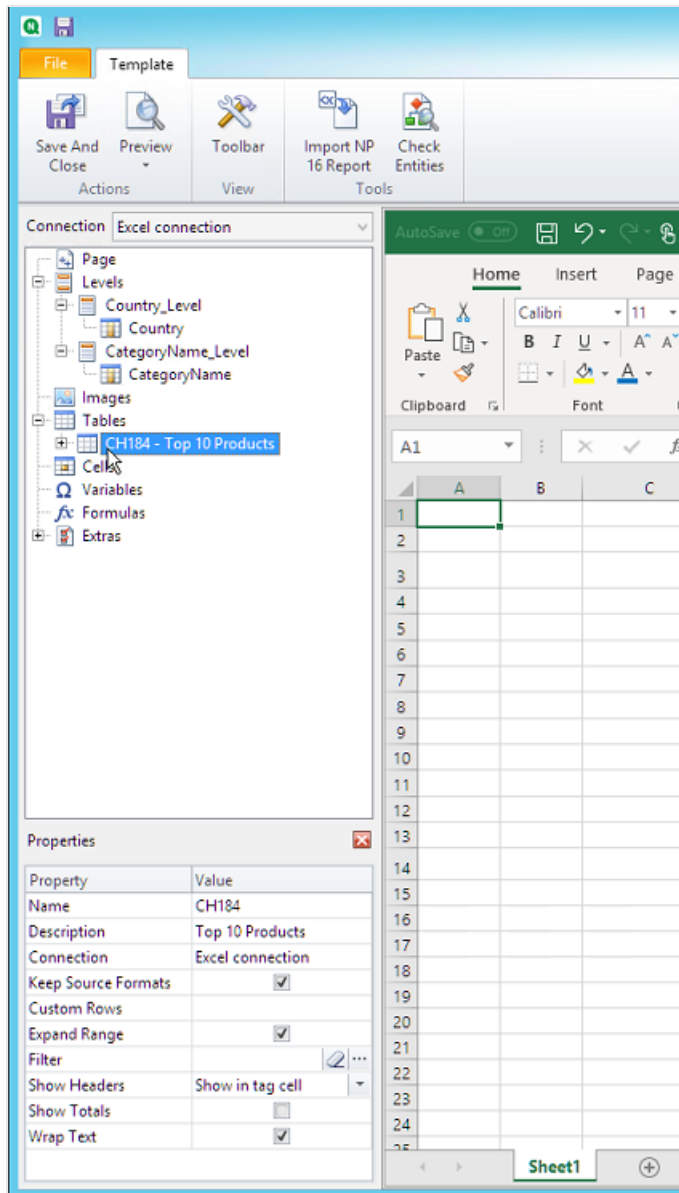 File Template
Save And Close
Preview
Toolbar
Import NP 16 Report
Check Entities
Actions View Tools
Connection Excel connection
Page
Levels
Country_Level
Country
CategoryName_Level
CategoryName
Images
Tables
CH184 - Top 10 Products
Cells
Variables
Formulas
Extras
Properties
Property Value
Name CH184
Description Top 10 Products
Connection Excel connection
Keep Source Formats
Custom Rows
Expand Range
Filter
Show Headers Show in tag cell
Show Totals
Wrap Text
AutoSave Off
Home Insert Page
Paste
Calibri 11
B I U A A
A
Clipboard Font
A1
A B C
1
2
3
4
5
6
7
8
9
10
11
12
13
14
15
16
17
18
19
20
21
22
23
24
25
Sheet1